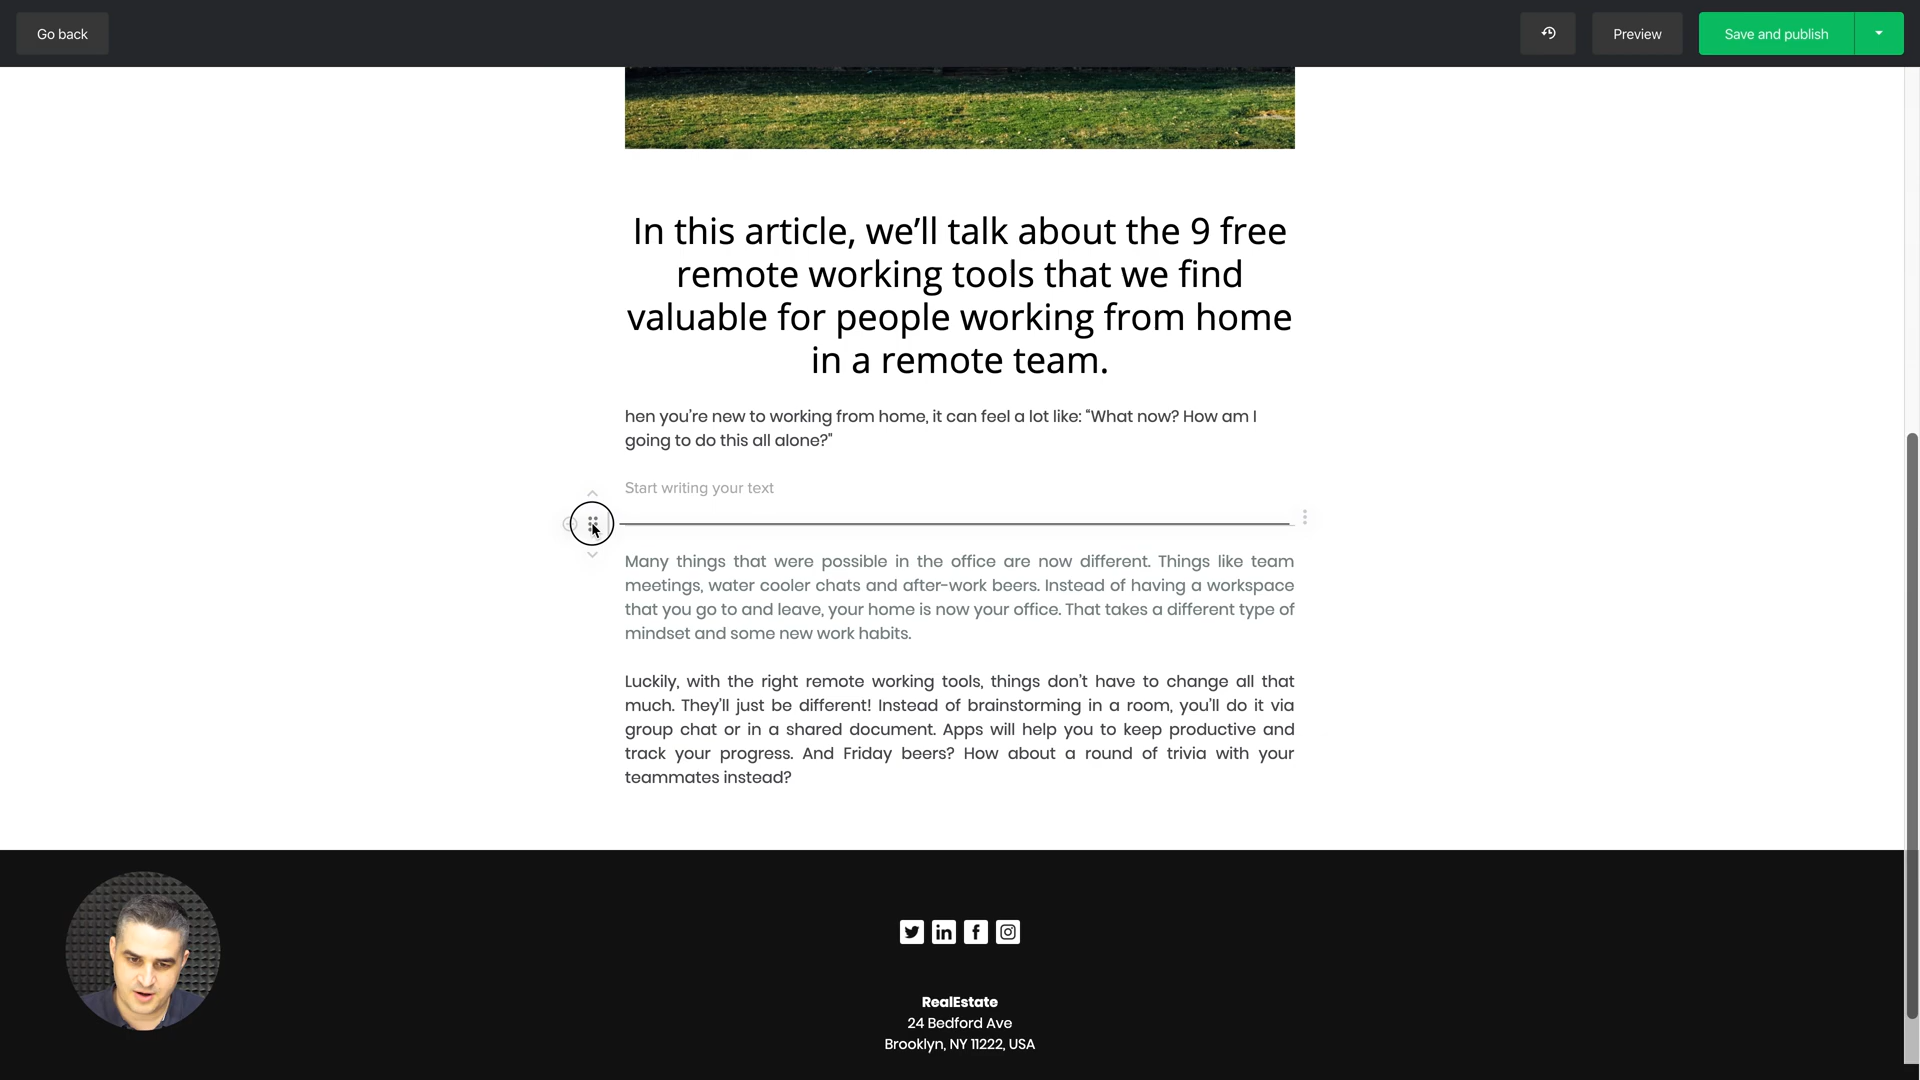 Go back
Preview
Save and publish
In this article, we’ll talk about the 9 free
remote working tools that we find
valuable for people working from home
in a remote team.
hen you’re new to working from home, it can feel a lot like: “What now? How am I
going to do this all alone?”
Start writing your text
Many things that were possible in the office are now different. Things like team
meetings, water cooler chats and after-work beers. Instead of having a workspace
that you go to and leave, your home is now your office. That takes a different type of
mindset and some new work habits.
Luckily, with the right remote working tools, things don’t have to change all that
much. They’ll just be different! Instead of brainstorming in a room, you’ll do it via
group chat or in a shared document. Apps will help you to keep productive and
track your progress. And Friday beers? How about a round of trivia with your
teammates instead?
RealEstate
24 Bedford Ave
Brooklyn, NY 11222, USA